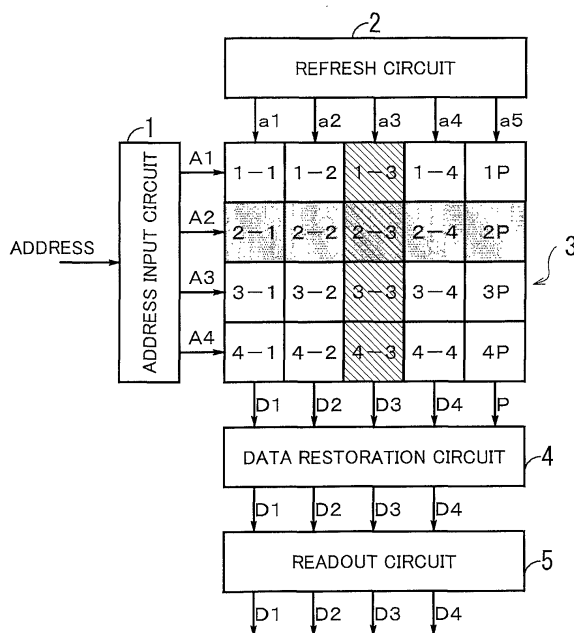 2
REFRESH CIRCUIT
a1 a2 a3 a4 a5
1
ADDRESS INPUT CIRCUIT
ADDRESS
A1 1-1 1-2 1-3 1-4 1P
A2 2-1 2-2 2-3 2-4 2P
3
A3 3-1 3-2 3-3 3-4 3P
A4 4-1 4-2 4-3 4-4 4P
D1 D2 D3 D4 P
DATA RESTORATION CIRCUIT
4
D1 D2 D3 D4
READOUT CIRCUIT
5
D1 D2 D3 D4